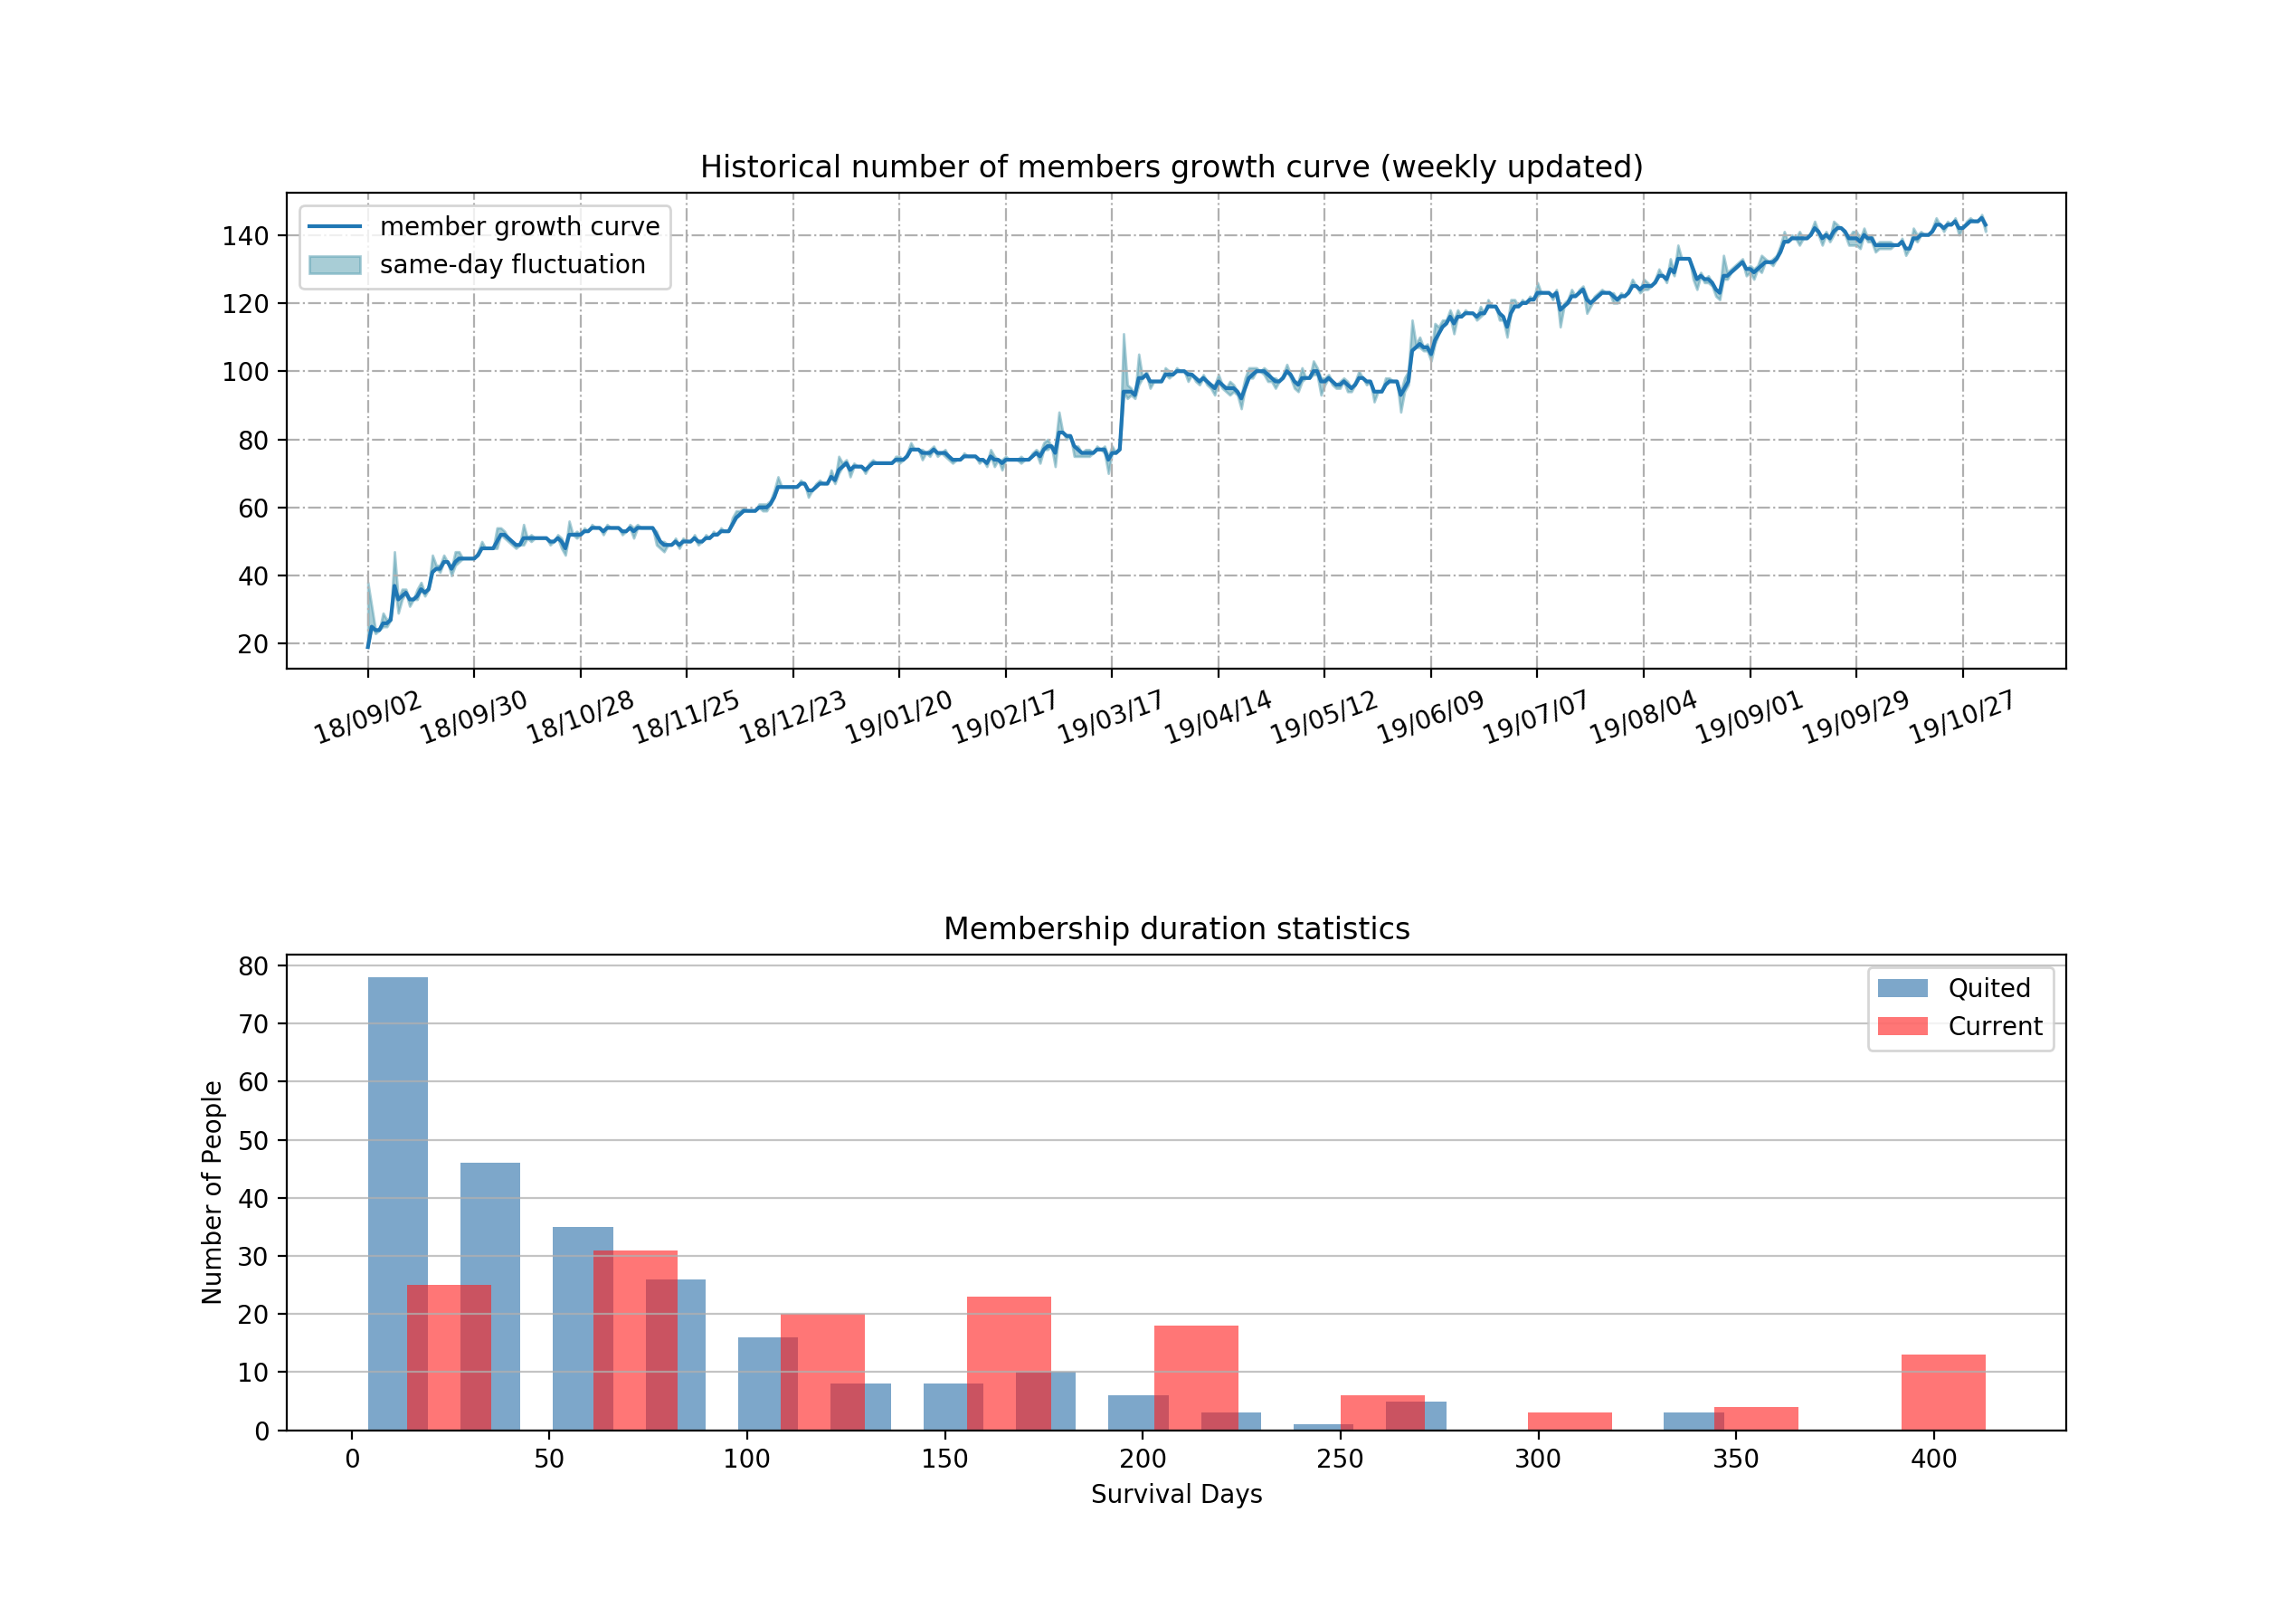 Historical number of members growth curve (weekly updated)
member growth curve
same-day fluctuation
140
120
100
80
60
40
20
18/09/02 18/09/30 18/10/28 18/11/25 18/12/23 19/01/20 19/02/17 19/03/17 19/04/14 19/05/12 19/06/09 19/07/07 19/08/04 19/09/01 19/09/29 19/10/27
Membership duration statistics
Quited
Current
80
70
60
50
40
30
20
10
0
Number of People
0 50 100 150 200 250 300 350 400
Survival Days